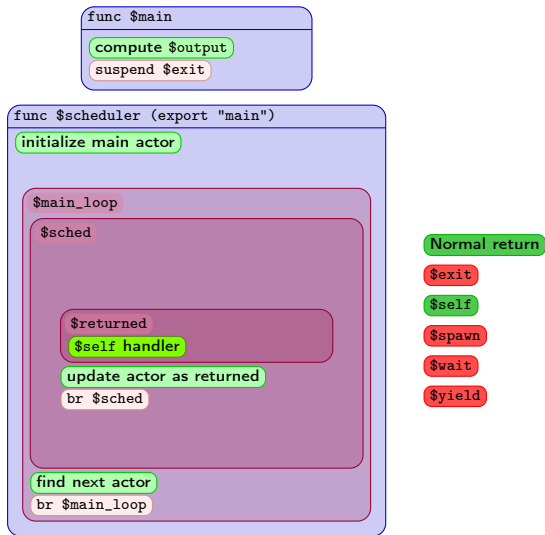 func $main
compute $output
suspend $exit
func $scheduler (export "main")
initialize main actor
$main_loop
$sched
$returned
$self handler
update actor as returned
br $sched
find next actor
br $main_loop
Normal return
$exit
$self
$spawn
$wait
$yield